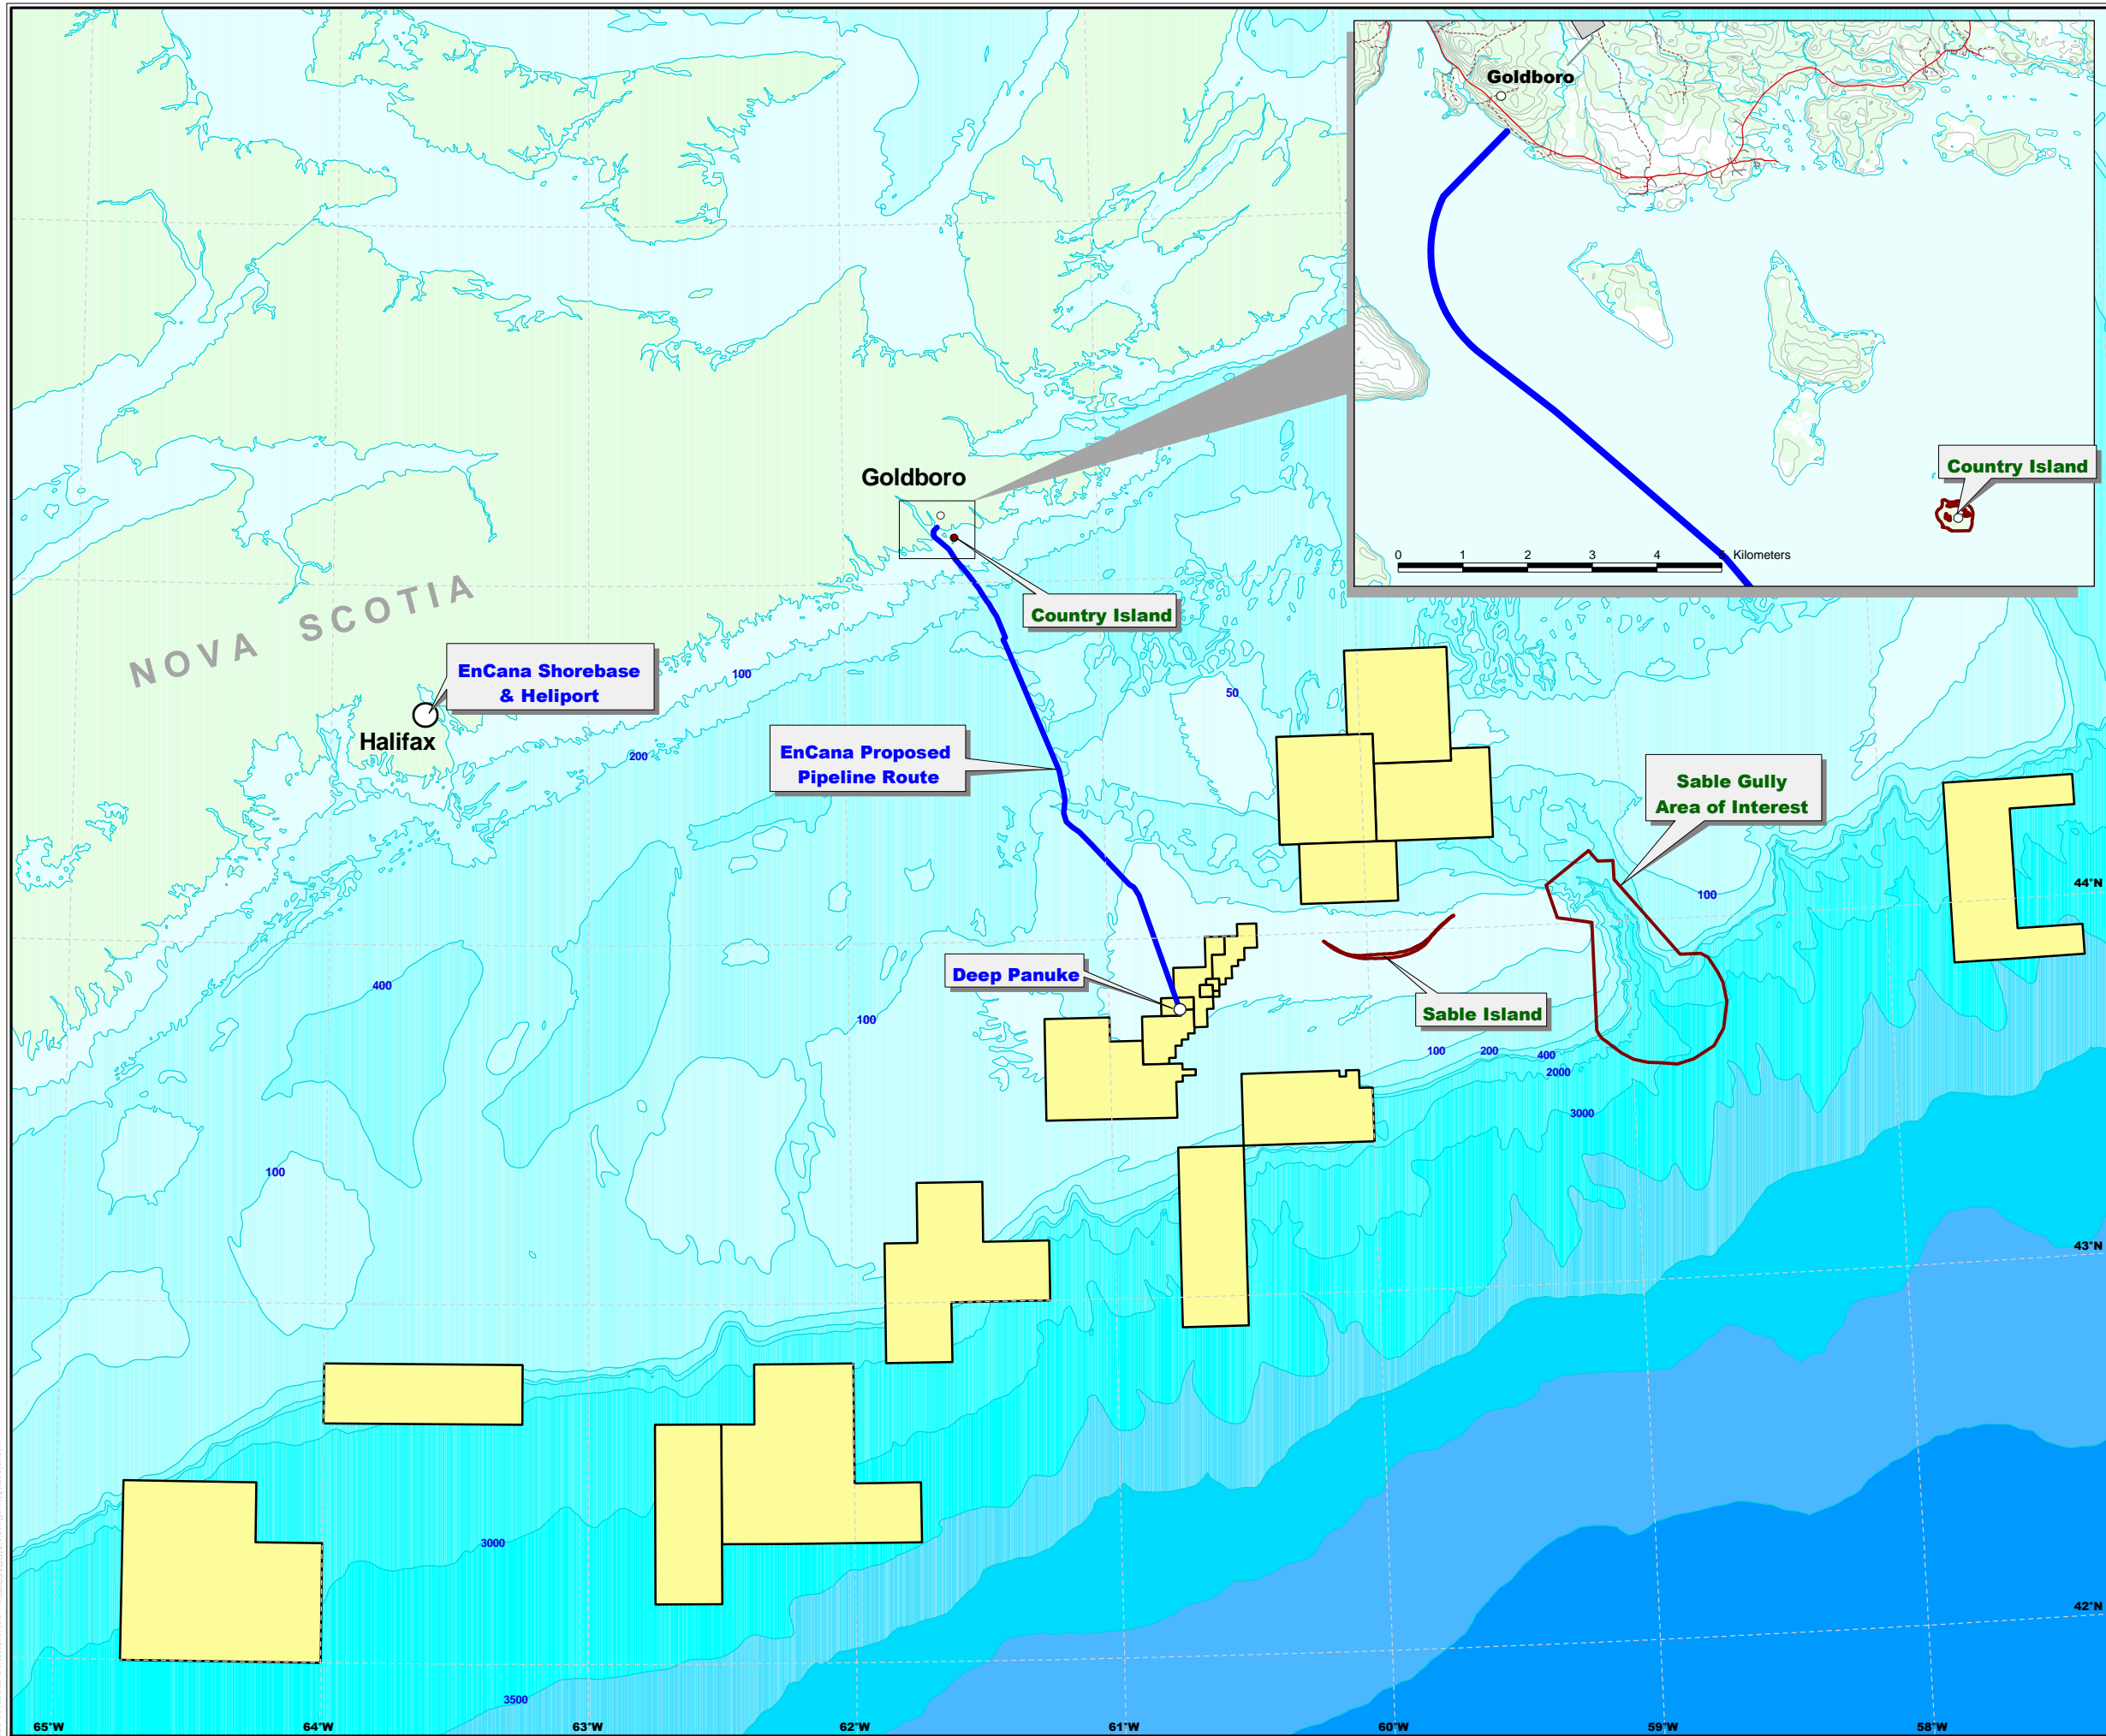 Goldboro
Country Island
0 1 2 3 4 5 Kilometers
Goldboro
Country Island
NOVA SCOTIA
EnCana Shorebase
& Heliport
Halifax
100
200
50
EnCana Proposed
Pipeline Route
Sable Gully
Area of Interest
100
44°N
Deep Panuke
400
100
Sable Island
100
200
400
2000
3000
100
43°N
3000
42°N
3500
65°W
64°W
63°W
62°W
61°W
60°W
59°W
58°W